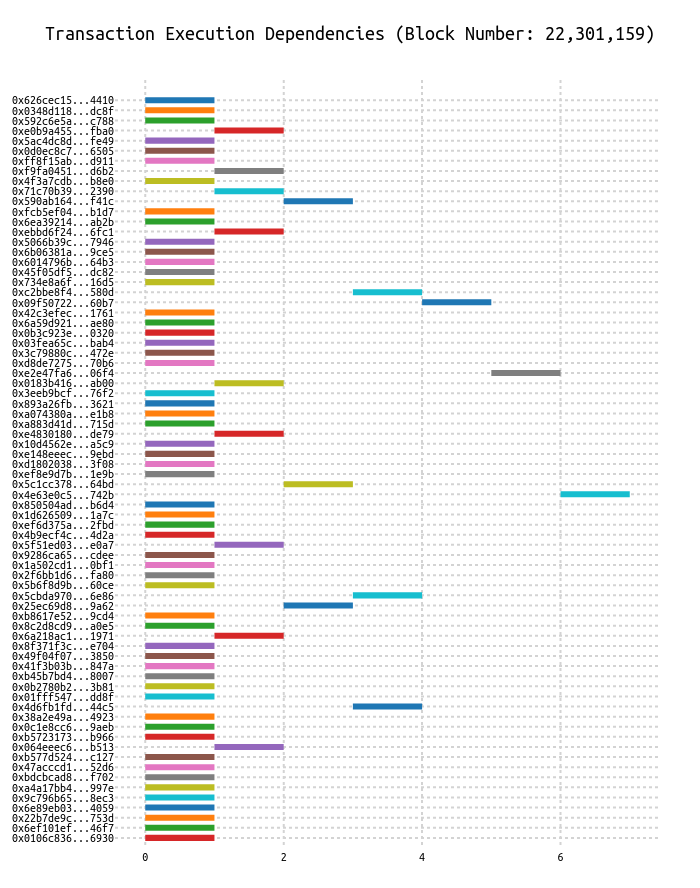 Transaction Execution Dependencies (Block Number: 22,301,159)
0x626cec15...4410
0x0348d118...dc8f
0x592c6e5a...c788
0xe0b9a455...fba0
0x5ac4dc8d...fe49
0x0d0ec8c7...6505
0xff8f15ab...d911
0xf9fa0451...d6b2
0x4f3a7cdb...b8e0
0x71c70b39...2390
0x590ab164...f41c
0xfcb5ef04...b1d7
0x6ea39214...ab2b
0xebbd6f24...6fc1
0x5066b39c...7946
0x6b06381a...9ce5
0x6014796b...64b3
0x45f05df5...dc82
0x734e8a6f...16d5
0xc2bbe8f4...580d
0x09f50722...60b7
0x42c3efec...1761
0x6a59d921...ae80
0x0b3c923e...0320
0x03fea65c...bab4
0x3c79880c...472e
0xd8de7275...70b6
0xe2e47fa6...06f4
0x0183b416...ab00
0x3eeb9bcf...76f2
0x893a26fb...3621
0xa074380a...e1b8
0xa883d41d...715d
0xe4830180...de79
0x10d4562e...a5c9
0xe148eeec...9ebd
0xd1802038...3f08
0xef8e9d7b...1e9b
0x5c1cc378...64bd
0x4e63e0c5...742b
0x850504ad...b6d4
0x1d626509...1a7c
0xef6d375a...2fbd
0x4b9ecf4c...4d2a
0x5f51ed03...e0a7
0x9286ca65...cdee
0x1a502cd1...0bf1
0x2f6bb1d6...fa80
0x5b6f8d9b...60ce
0x5cbda970...6e86
0x25ec69d8...9a62
0xb8617e52...9cd4
0x8c2d8cd9...a0e5
0x6a218ac1...1971
0x8f371f3c...e704
0x49f04f07...3850
0x41f3b03b...847a
0xb45b7bd4...8007
0x0b2780b2...3b81
0x01fff547...dd8f
0x4d6fb1fd...44c5
0x38a2e49a...4923
0x0c1e8cc6...9aeb
0xb5723173...b966
0x064eeec6...b513
0xb577d524...c127
0x47acccd1...52d6
0xbdcbcad8...f702
0xa4a17bb4...997e
0x9c796b65...8ec3
0x6e89eb03...4059
0x22b7de9c...753d
0x6ef101ef...46f7
0x0106c836...6930
0 2 4 6